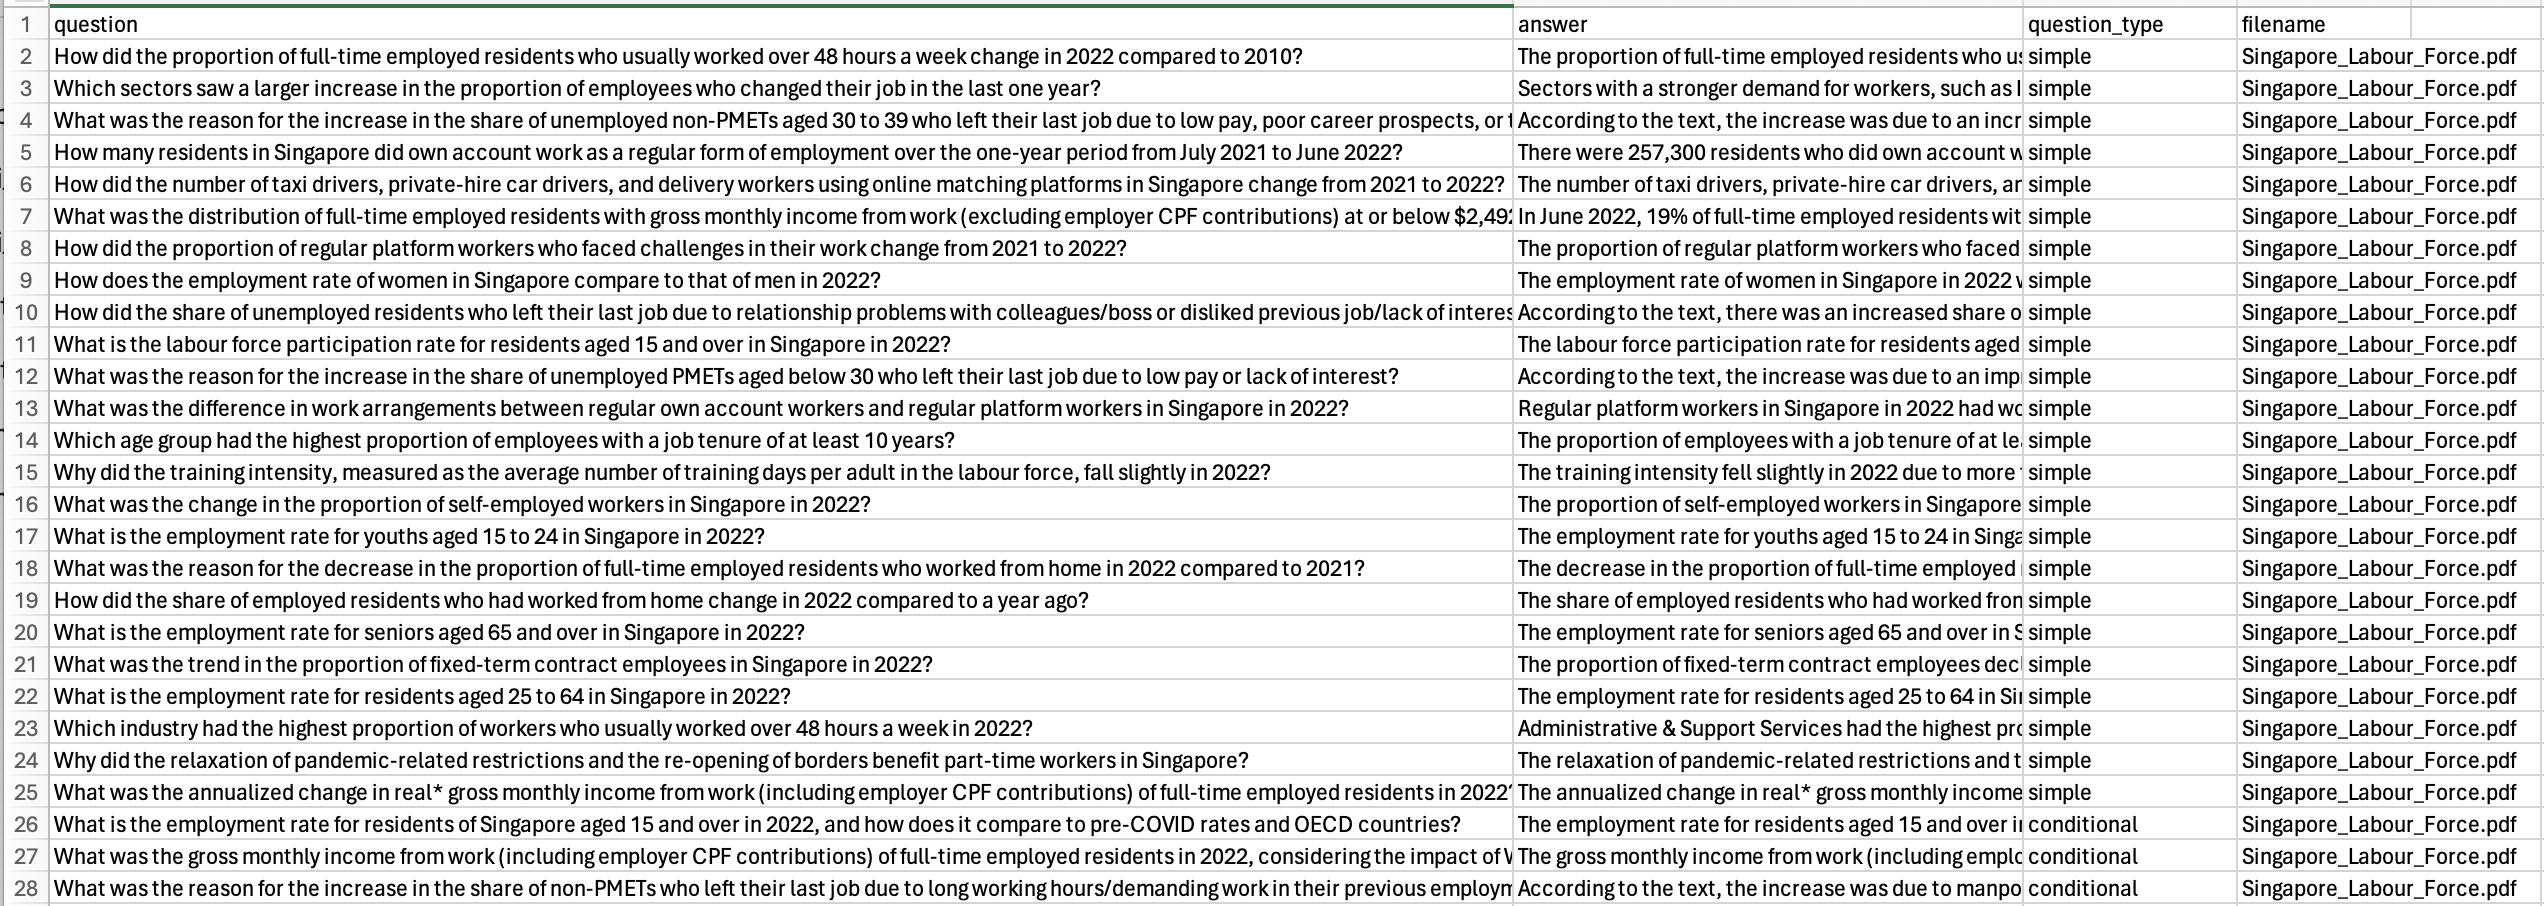 1 question answer question_type filename
2 How did the proportion of full-time employed residents who usually worked over 48 hours a week change in 2022 compared to 2010? The proportion of full-time employed residents who simple Singapore_Labour_Force.pdf
3 Which sectors saw a larger increase in the proportion of employees who changed their job in the last one year? Sectors with a stronger demand for workers, such as simple Singapore_Labour_Force.pdf
4 What was the reason for the increase in the share of unemployed non-PMETs aged 30 to 39 who left their last job due to low pay, poor career prospects, or According to the text, the increase was due to an simple Singapore_Labour_Force.pdf
5 How many residents in Singapore did own account work as a regular form of employment over the one-year period from July 2021 to June 2022? There were 257,300 residents who did own account simple Singapore_Labour_Force.pdf
6 How did the number of taxi drivers, private-hire car drivers, and delivery workers using online matching platforms in Singapore change from 2021 to 2022? The number of taxi drivers, private-hire car drivers, simple Singapore_Labour_Force.pdf
7 What was the distribution of full-time employed residents with gross monthly income from work (excluding employer CPF contributions) at or below In June 2022, 19% of full-time employed residents simple Singapore_Labour_Force.pdf
8 How did the proportion of regular platform workers who faced challenges in their work change from 2021 to 2022? The proportion of regular platform workers who faced simple Singapore_Labour_Force.pdf
9 How does the employment rate of women in Singapore compare to that of men in 2022? The employment rate of women in Singapore in 2022 simple Singapore_Labour_Force.pdf
10 How did the share of unemployed residents who left their last job due to relationship problems with colleagues/boss or disliked previous job/lack of According to the text, there was an increased share simple Singapore_Labour_Force.pdf
11 What is the labour force participation rate for residents aged 15 and over in Singapore in 2022? The labour force participation rate for residents aged simple Singapore_Labour_Force.pdf
12 What was the reason for the increase in the share of unemployed PMETs aged below 30 who left their last job due to low pay or lack of interest? According to the text, the increase was due to an simple Singapore_Labour_Force.pdf
13 What was the difference in work arrangements between regular own account workers and regular platform workers in Singapore in 2022? Regular platform workers in Singapore in 2022 had simple Singapore_Labour_Force.pdf
14 Which age group had the highest proportion of employees with a job tenure of at least 10 years? The proportion of employees with a job tenure of at simple Singapore_Labour_Force.pdf
15 Why did the training intensity, measured as the average number of training days per adult in the labour force, fall slightly in 2022? The training intensity fell slightly in 2022 due to more simple Singapore_Labour_Force.pdf
16 What was the change in the proportion of self-employed workers in Singapore in 2022? The proportion of self-employed workers in Singapore simple Singapore_Labour_Force.pdf
17 What is the employment rate for youths aged 15 to 24 in Singapore in 2022? The employment rate for youths aged 15 to 24 in simple Singapore_Labour_Force.pdf
18 What was the reason for the decrease in the proportion of full-time employed residents who worked from home in 2022 compared to 2021? The decrease in the proportion of full-time employed simple Singapore_Labour_Force.pdf
19 How did the share of employed residents who had worked from home change in 2022 compared to a year ago? The share of employed residents who had worked simple Singapore_Labour_Force.pdf
20 What is the employment rate for seniors aged 65 and over in Singapore in 2022? The employment rate for seniors aged 65 and over in simple Singapore_Labour_Force.pdf
21 What was the trend in the proportion of fixed-term contract employees in Singapore in 2022? The proportion of fixed-term contract employees simple Singapore_Labour_Force.pdf
22 What is the employment rate for residents aged 25 to 64 in Singapore in 2022? The employment rate for residents aged 25 to 64 in simple Singapore_Labour_Force.pdf
23 Which industry had the highest proportion of workers who usually worked over 48 hours a week in 2022? Administrative & Support Services had the highest simple Singapore_Labour_Force.pdf
24 Why did the relaxation of pandemic-related restrictions and the re-opening of borders benefit part-time workers in Singapore? The relaxation of pandemic-related restrictions and simple Singapore_Labour_Force.pdf
25 What was the annualized change in real* gross monthly income from work (including employer CPF contributions) of full-time employed residents in 2022? The annualized change in real* gross monthly income simple Singapore_Labour_Force.pdf
26 What is the employment rate for residents of Singapore aged 15 and over in 2022, and how does it compare to pre-COVID rates and OECD countries? The employment rate for residents aged 15 and over conditional Singapore_Labour_Force.pdf
27 What was the gross monthly income from work (including employer CPF contributions) of full-time employed residents in 2022, considering the impact of The gross monthly income from work (including conditional Singapore_Labour_Force.pdf
28 What was the reason for the increase in the share of non-PMETs who left their last job due to long working hours/demanding work in their previous According to the text, the increase was due to conditional Singapore_Labour_Force.pdf